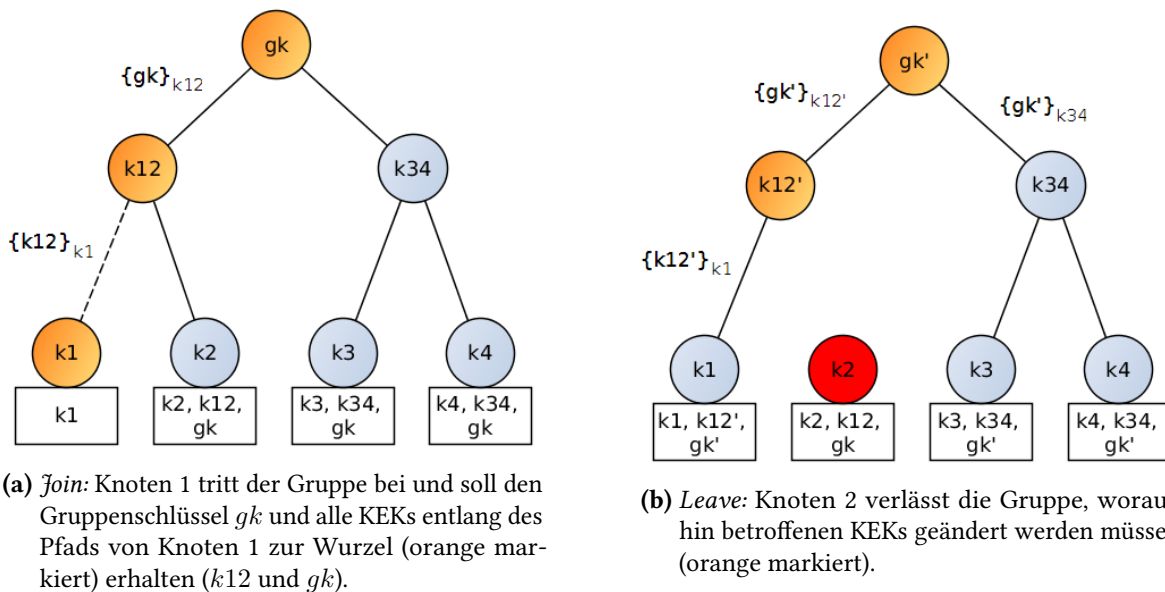 gk
{gk}k12
k12
k34
{k12}k1
k1
k2
k3
k4
k1
k2, k12,
gk
k3, k34,
gk
k4, k34,
gk
(a) Join: Knoten 1 tritt der Gruppe bei und soll den
Gruppenschlüssel gk und alle KEKs entlang des
Pfads von Knoten 1 zur Wurzel (orange mar-
kiert) erhalten (k12 und gk).
gk'
{gk'}k12'
{gk'}k34
k12'
k34
{k12'}k1
k1
k2
k3
k4
k1, k12',
gk'
k2, k12,
gk
k3, k34,
gk'
k4, k34,
gk'
(b) Leave: Knoten 2 verlässt die Gruppe, worau
hin betroffenen KEKs geändert werden müsse
(orange markiert).